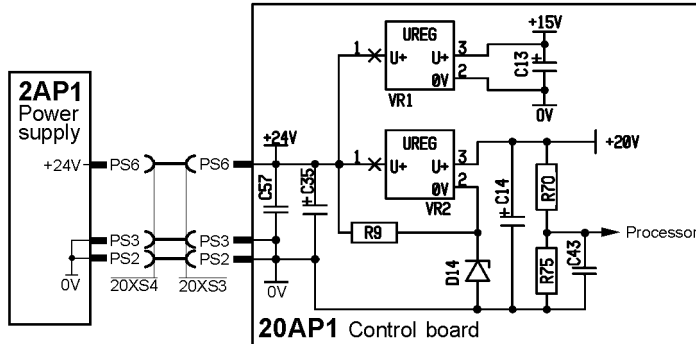 +15V
UREG
1
U+
U+
3
0V
2
C13
+
VR1
0V
2AP1
Power
supply
+24V
PS6
PS6
+24V
UREG
1
U+
U+
3
0V
2
VR2
+20V
C57
+C35
+C14
R70
R9
Processor
PS3
PS3
PS2
PS2
D14
R75
C43
0V
20XS4
20XS3
0V
20AP1 Control board